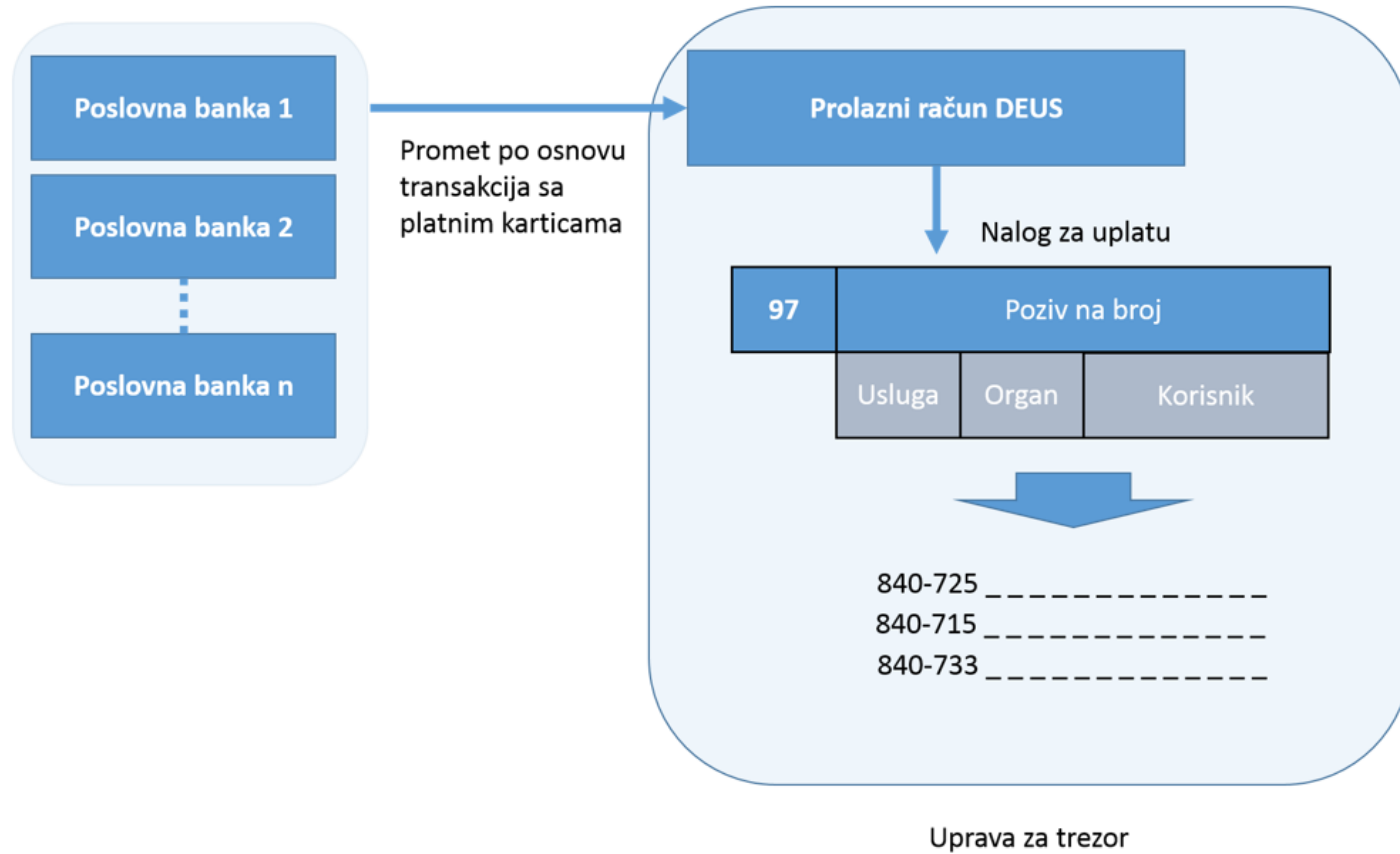 Poslovna banka 1
Poslovna banka 2
Poslovna banka n
Promet po osnovu
transakcija sa
platnim karticama
Prolazni račun DEUS
Nalog za uplatu
97
Poziv na broj
Usluga
Organ
Korisnik
840-725 _ _ _ _ _ _ _ _ _ _ _ _ _
840-715 _ _ _ _ _ _ _ _ _ _ _ _ _
840-733 _ _ _ _ _ _ _ _ _ _ _ _ _
Uprava za trezor